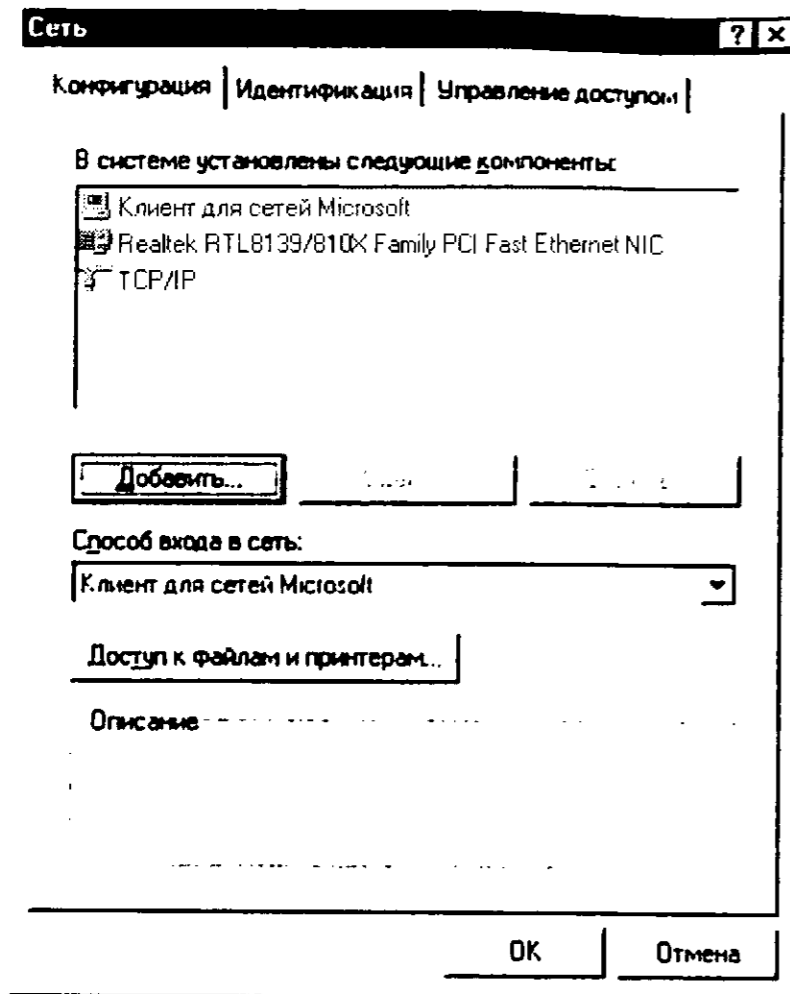 Сеть
Конфигурация Идентификация Управление доступом
В системе установлены следующие компоненты:
Клиент для сетей Microsoft
Realtek RTL8139/810X Family PCI Fast Ethernet NIC
TCP/IP
Добавить...
Способ входа в сеть:
Клиент для сетей Microsoft
Доступ к файлам и принтерам...
Описание
OK Отмена